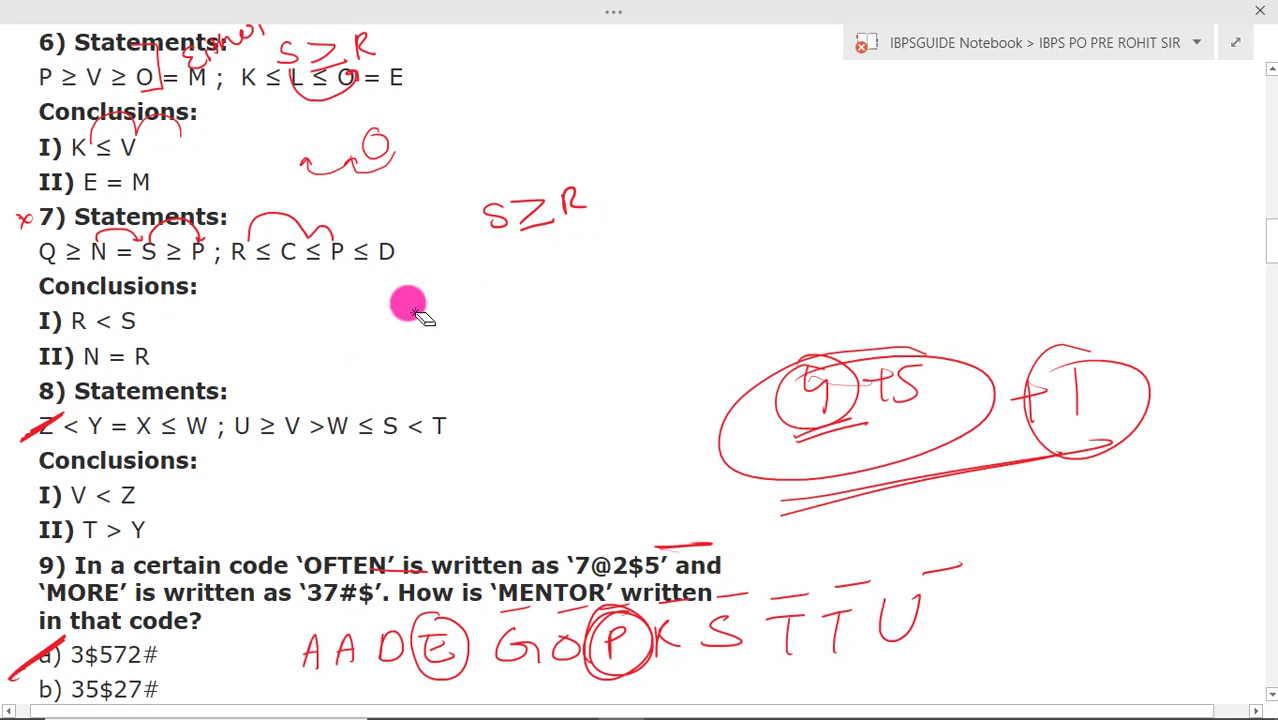 IBPSGUIDE Notebook > IBPS PO PRE ROHIT SIR
6) Statements:
S ≥ R
P ≥ V ≥ O = M ; K ≤ L ≤ O = E
Conclusions:
I) K ≤ V
O
II) E = M
S ≥ R
7) Statements:
Q ≥ N = S ≥ P ; R ≤ C ≤ P ≤ D
Conclusions:
I) R < S
II) N = R
8) Statements:
+5 + 1
Z < Y = X ≤ W ; U ≥ V >W ≤ S < T
Conclusions:
I) V < Z
II) T > Y
9) In a certain code ‘OFTEN’ is written as ‘7@2$5’ and
‘MORE’ is written as ‘37#$’. How is ‘MENTOR’ written
in that code?
A A D E G O P K S T T U
a) 3$572#
b) 35$27#